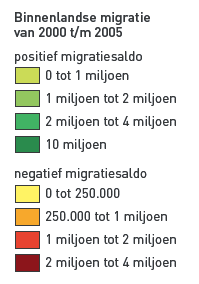 Binnenlandse migratie
van 2000 t/m 2005
positief migratiesaldo
0 tot 1 miljoen
1 miljoen tot 2 miljoen
2 miljoen tot 4 miljoen
10 miljoen
negatief migratiesaldo
0 tot 250.000
250.000 tot 1 miljoen
1 miljoen tot 2 miljoen
2 miljoen tot 4 miljoen